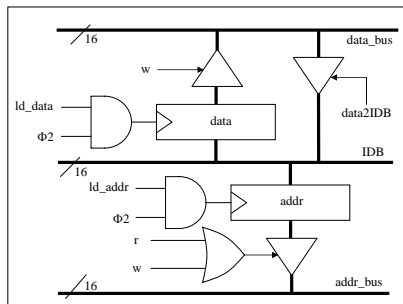 16
data_bus
w
ld_data
data
data2IDB
Φ2
16
IDB
ld_addr
addr
Φ2
r
w
16
addr_bus